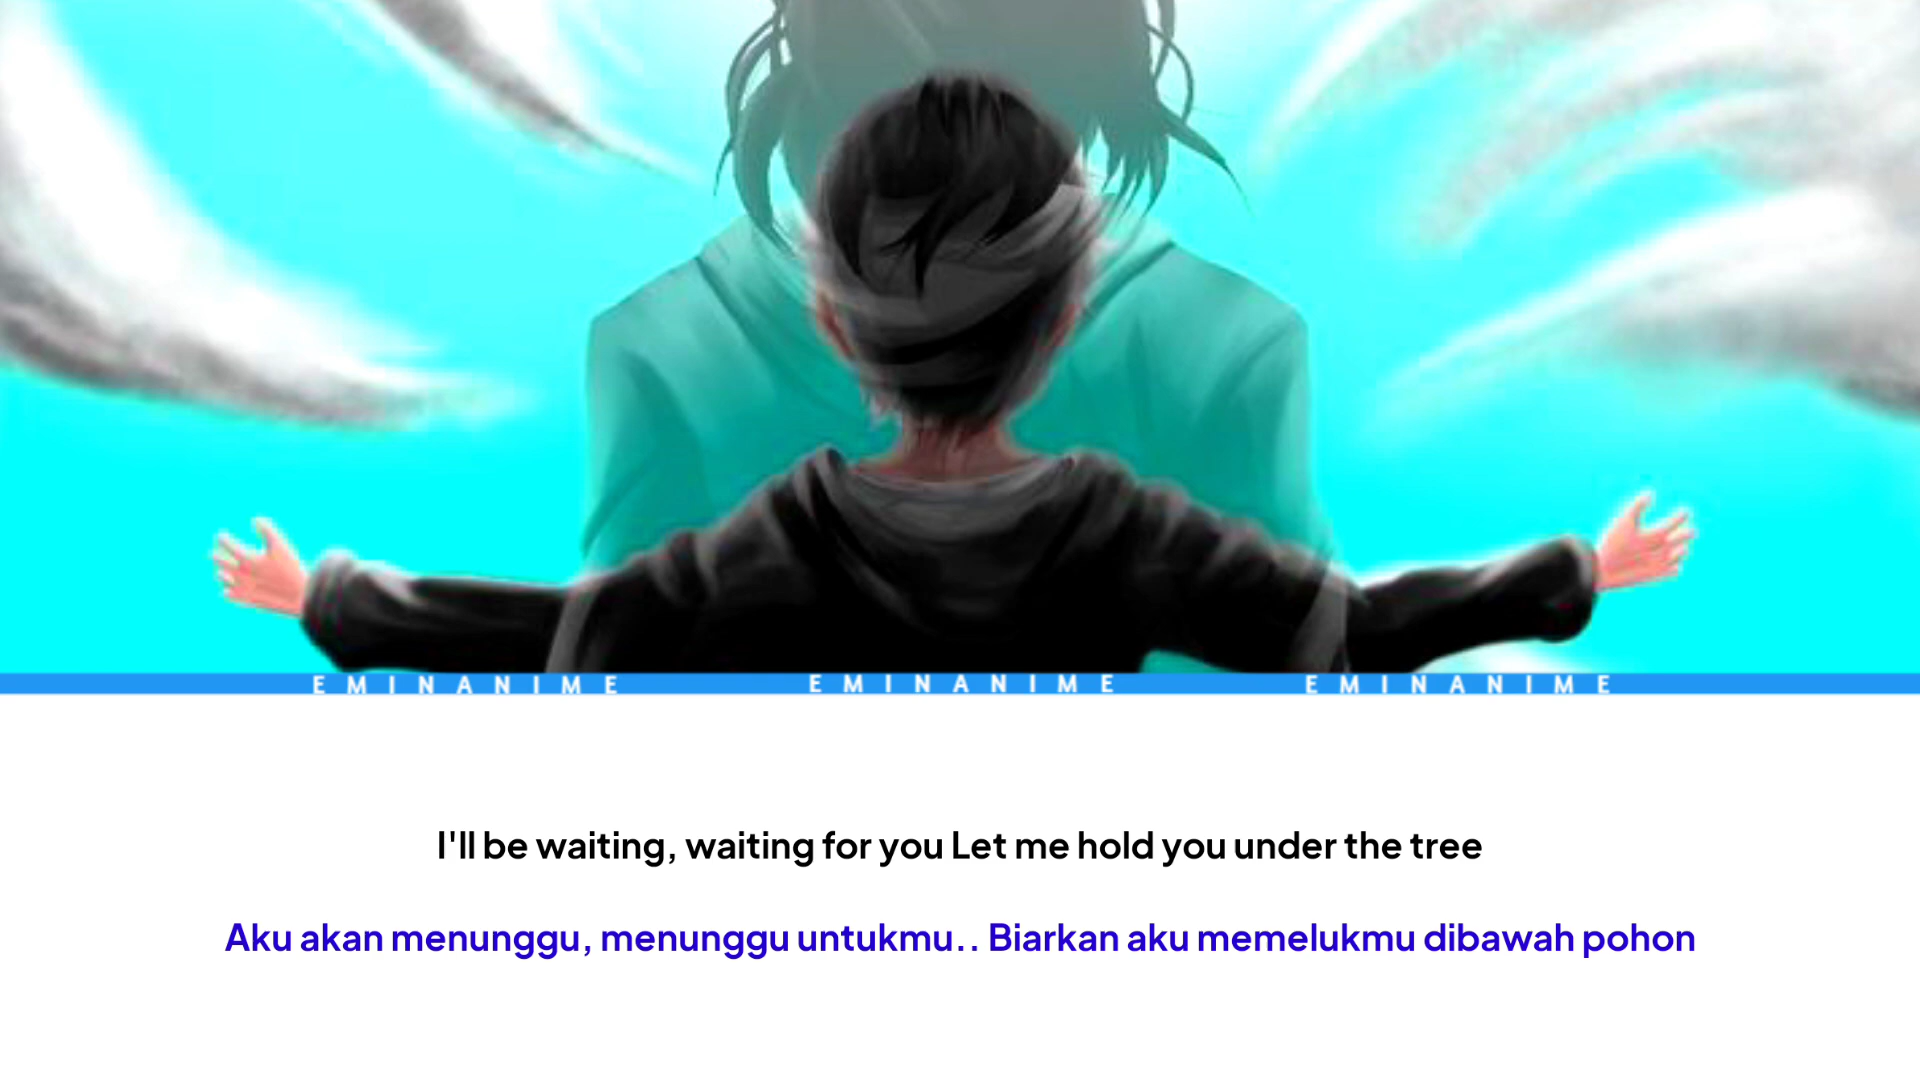 EMINANIME EMINANIME EMINANIME
I'll be waiting, waiting for you Let me hold you under the tree
Aku akan menunggu, menunggu untukmu.. Biarkan aku memelukmu dibawah pohon